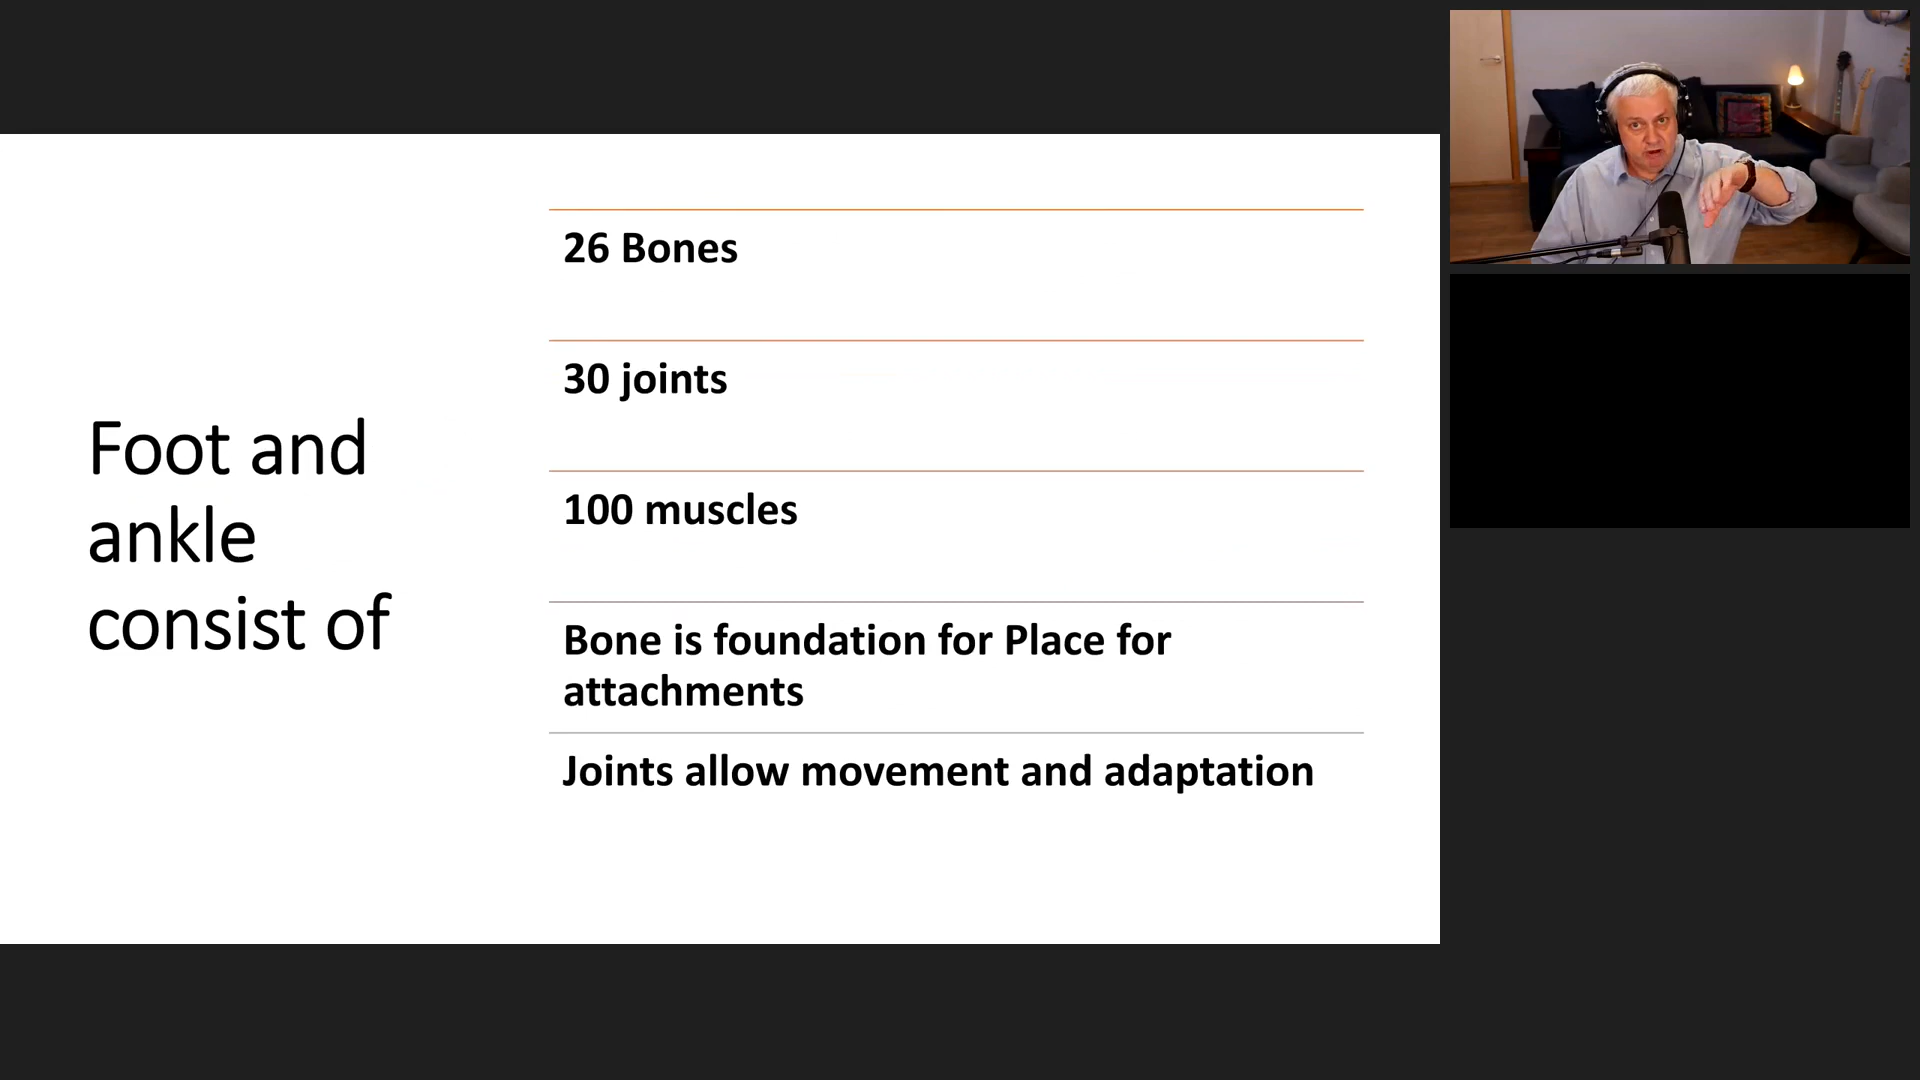 Foot and
ankle
consist of
26 Bones
30 joints
100 muscles
Bone is foundation for Place for
attachments
Joints allow movement and adaptation